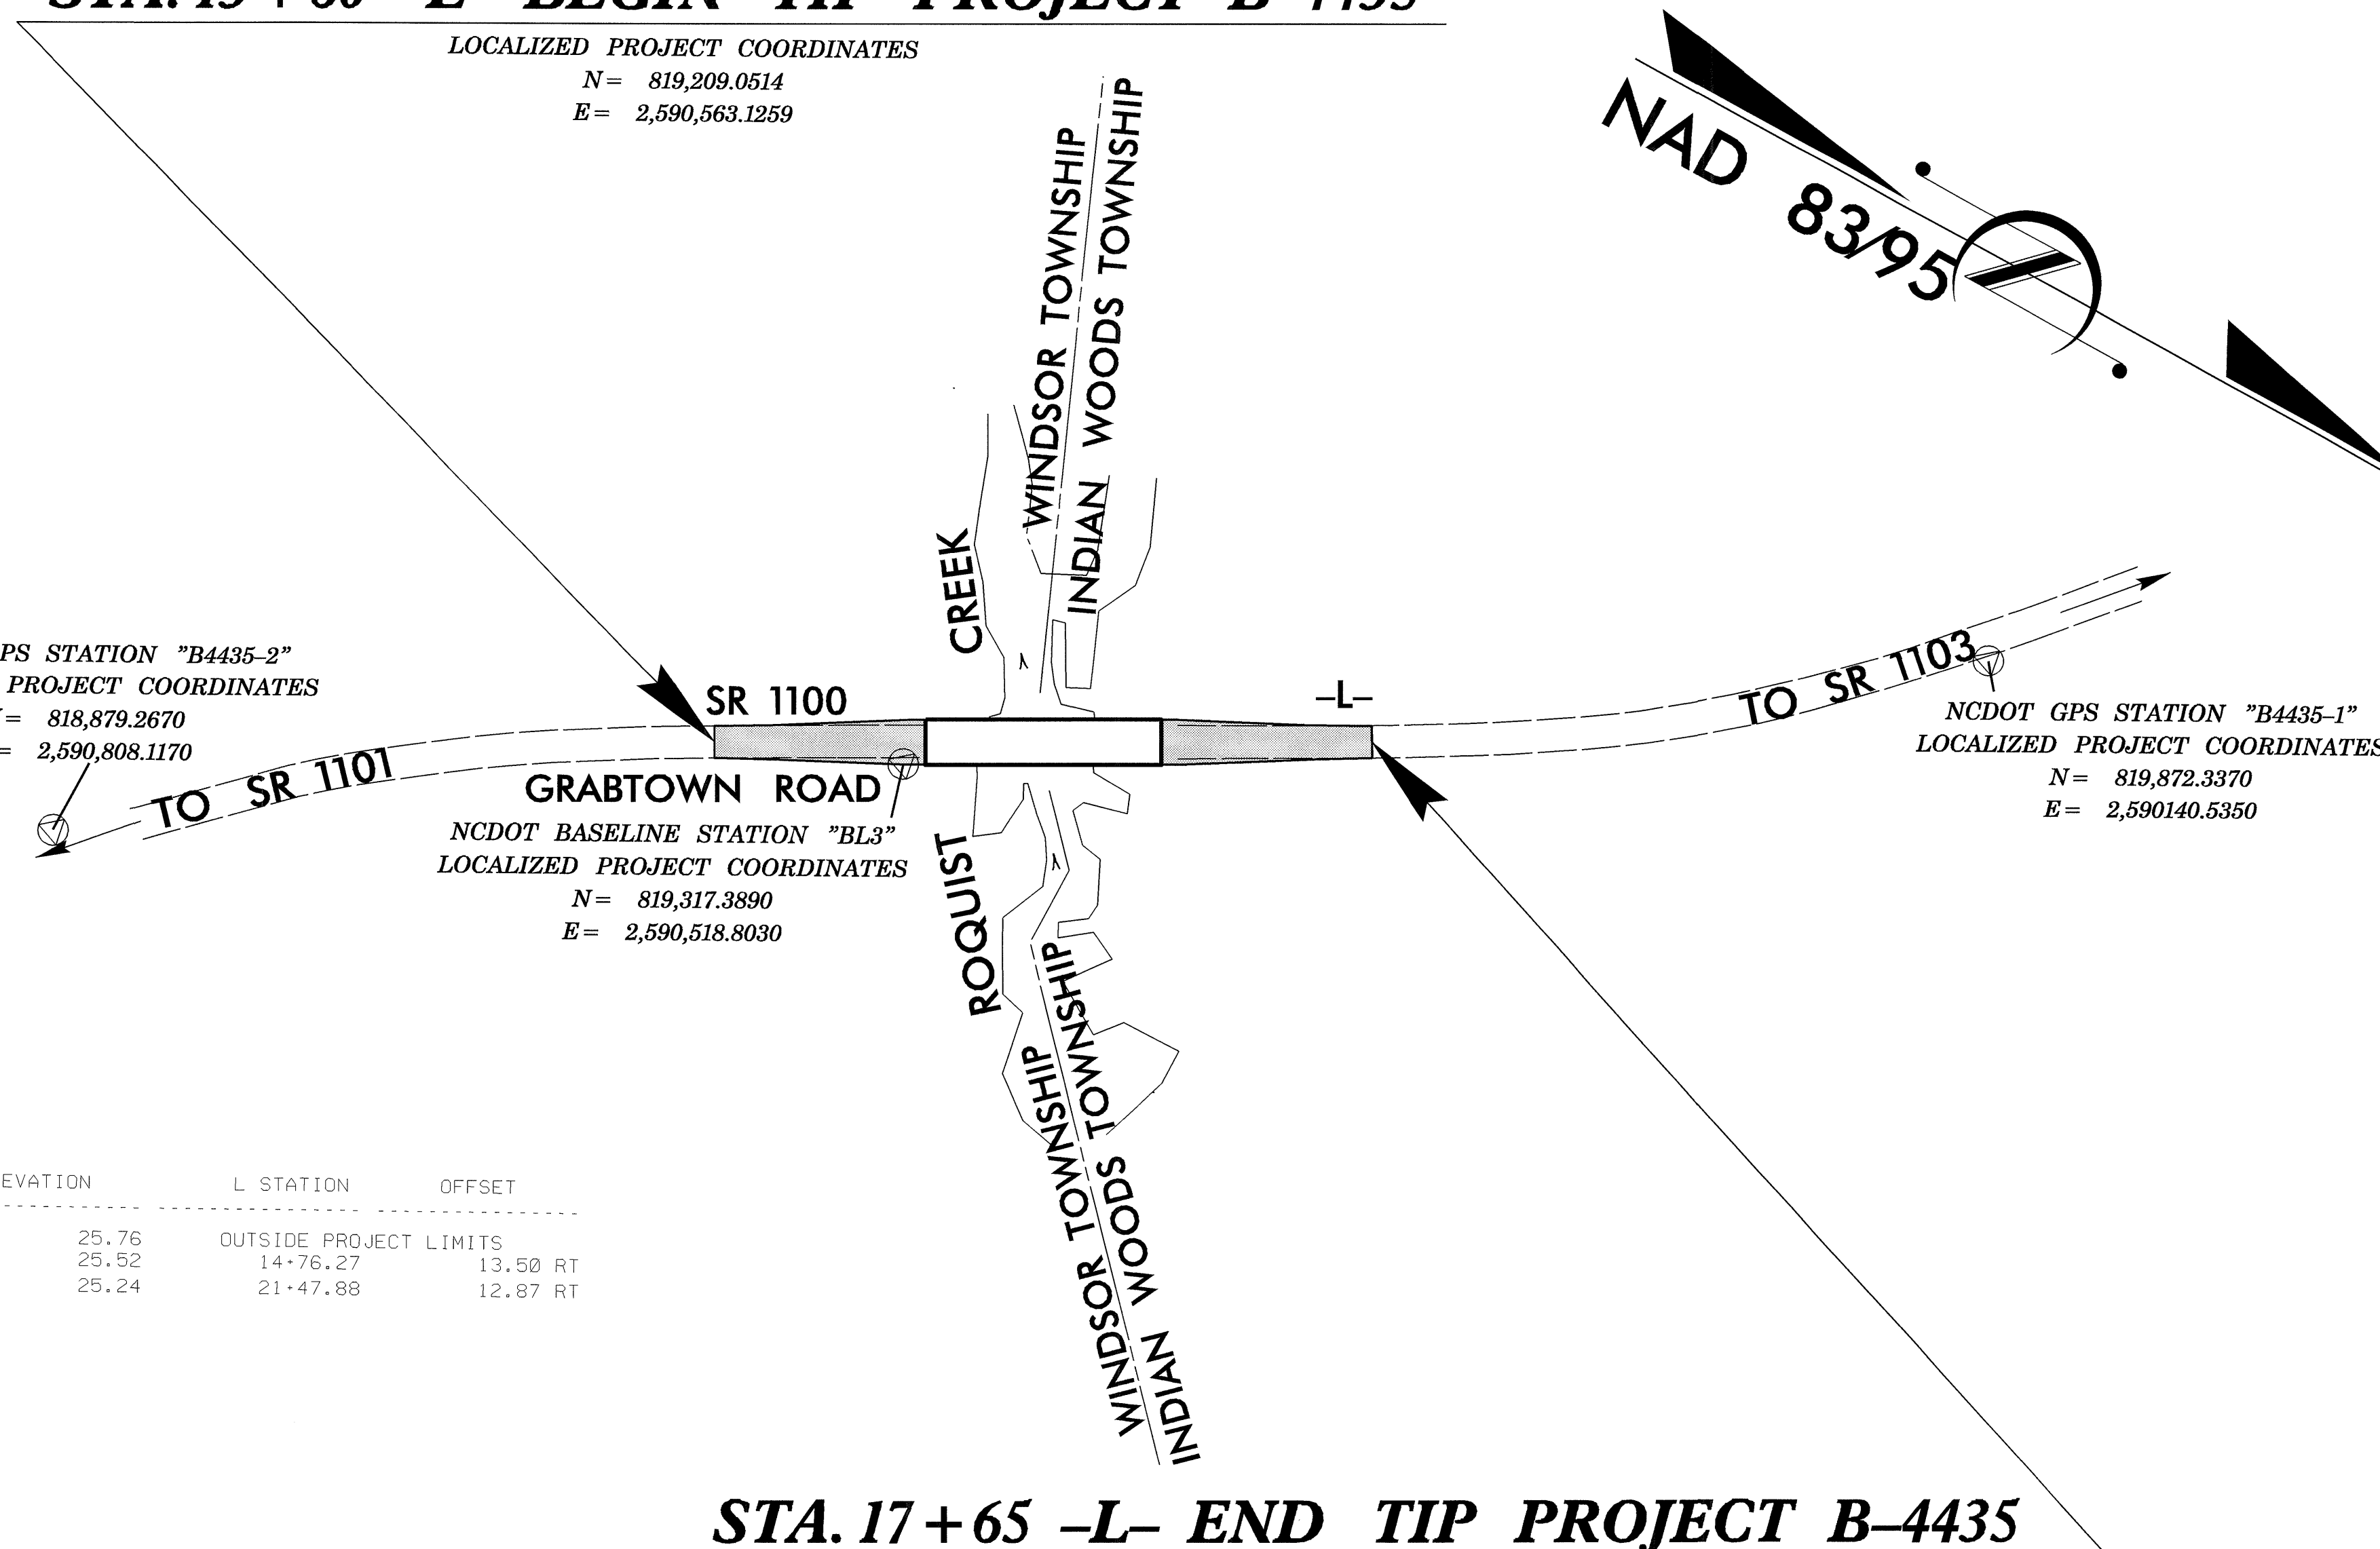 BEGIN TIP PROJECT B-4435
LOCALIZED PROJECT COORDINATES
N= 819,209.0514
E= 2,590,563.1259
NAD 83/95
WINDSOR TOWNSHIP
INDIAN WOODS TOWNSHIP
CREEK
PS STATION "B4435-2"
PROJECT COORDINATES
= 818,879.2670
= 2,590,808.1170
TO SR 1101
SR 1100
-L-
TO SR 1103
NCDOT GPS STATION "B4435-1"
LOCALIZED PROJECT COORDINATES
N= 819,872.3370
E= 2,590140.5350
GRABTOWN ROAD
NCDOT BASELINE STATION "BL3"
LOCALIZED PROJECT COORDINATES
N= 819,317.3890
E= 2,590,518.8030
ROQUIST
WINDSOR TOWNSHIP
INDIAN WOODS TOWNSHIP
EVATION L STATION OFFSET
25.76 OUTSIDE PROJECT LIMITS
25.52 14+76.27 13.50 RT
25.24 21+47.88 12.87 RT
STA. 17+65 -L- END TIP PROJECT B-4435